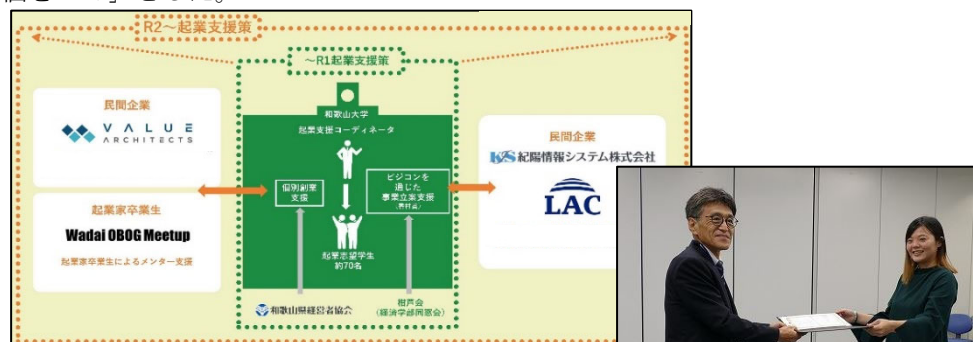 R2～起業支援策
～R1起業支援策
民間企業
VALUE
ARCHITECTS
起業家卒業生
Wadai OBOG Meetup
起業家卒業生によるメンター支援
和歌山大学
起業支援コーディネータ
個別創業
支援
ビジコンを
通じた
事業立案支援
起業志望学生
約70名
和歌山県経営者協会
柑芦会
(経済学部同窓会)
民間企業
KS 紀陽情報システム株式会社
LAC